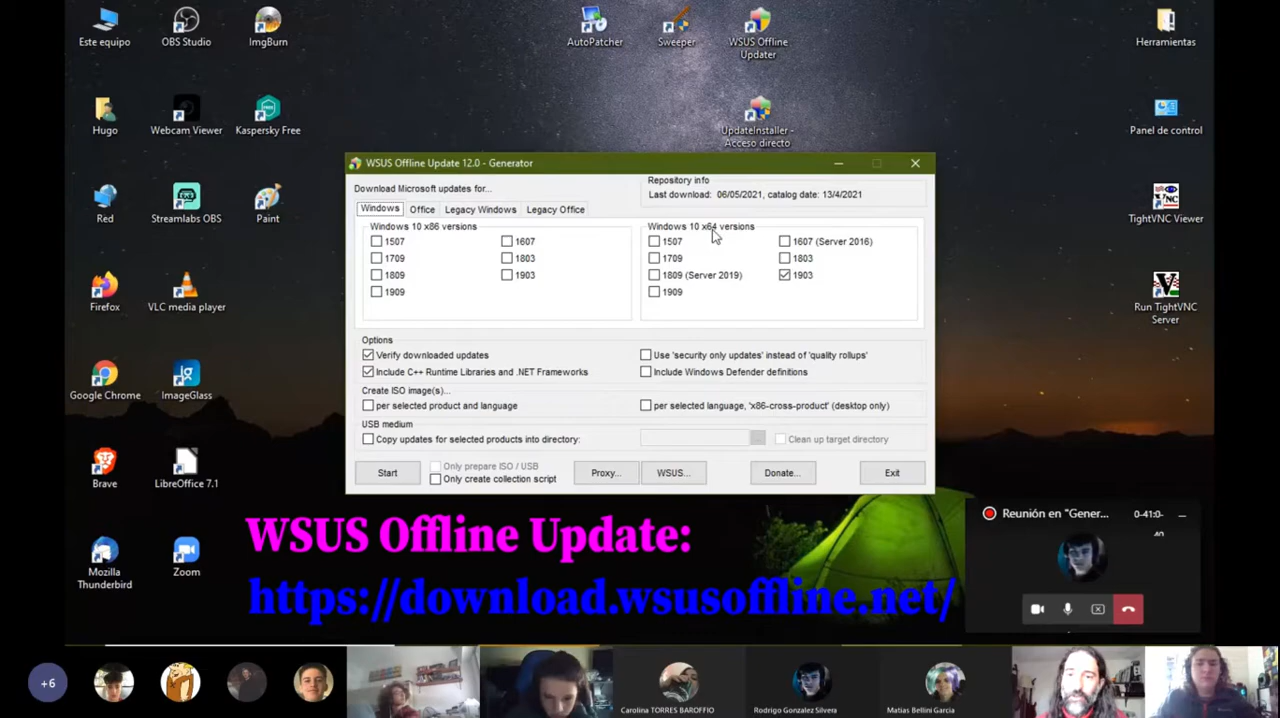 Este equipo
OBS Studio
ImgBurn
AutoPatcher
Sweeper
WSUS Offline
Updater
Herramientas
Hugo
Webcam Viewer
Kaspersky Free
UpdateInstaller -
Acceso directo
Panel de control
WSUS Offline Update 12.0 - Generator
Download Microsoft updates for...
Repository info
Last download: 06/05/2021, catalog date: 13/4/2021
Windows
Office
Legacy Windows
Legacy Office
Windows 10 x86 versions
1507
1607
1709
1803
1809
1903
1909
Windows 10 x64 versions
1507
1607 (Server 2016)
1709
1803
1809 (Server 2019)
1903
1909
Red
Streamlabs OBS
Paint
TightVNC Viewer
Firefox
VLC media player
Run TightVNC
Server
Options
Verify downloaded updates
Use 'security only updates' instead of 'quality rollups'
Include C++ Runtime Libraries and .NET Frameworks
Include Windows Defender definitions
Create ISO image(s)...
per selected product and language
per selected language, 'x86-cross-product' (desktop only)
USB medium
Copy updates for selected products into directory:
...
Clean up target directory
Start
Only prepare ISO / USB
Only create collection script
Proxy...
WSUS...
Donate...
Exit
Google Chrome
ImageGlass
Brave
LibreOffice 7.1
Mozilla
Thunderbird
Zoom
WSUS Offline Update:
https://download.wsusoffline.net/
Reunión en "Gener...
0-41:0-
40
+6
Carolina TORRES BAROFFIO
Rodrigo Gonzalez Silvera
Matias Bellini Garcia